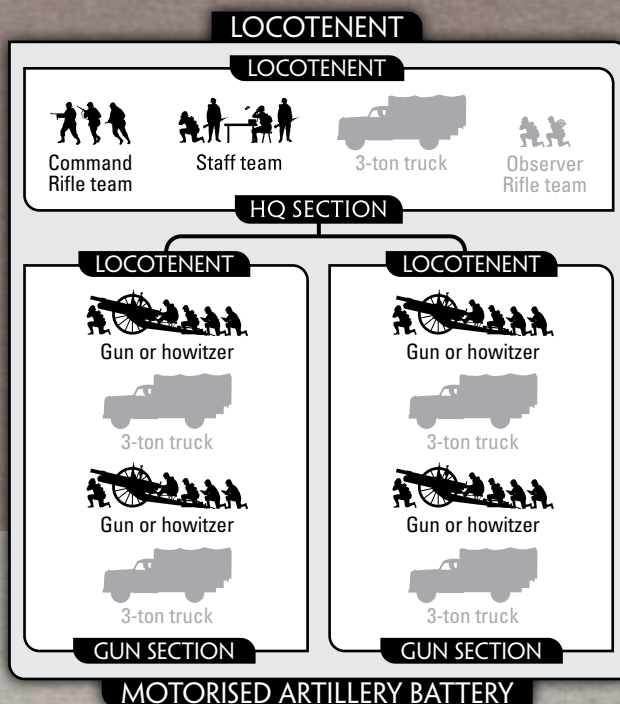 LOCOTENENT
LOCOTENENT
Command
Rifle team
Staff team
3-ton truck
Observer
Rifle team
HQ SECTION
LOCOTENENT
Gun or howitzer
3-ton truck
Gun or howitzer
3-ton truck
GUN SECTION
LOCOTENENT
Gun or howitzer
3-ton truck
Gun or howitzer
3-ton truck
GUN SECTION
MOTORISED ARTILLERY BATTERY